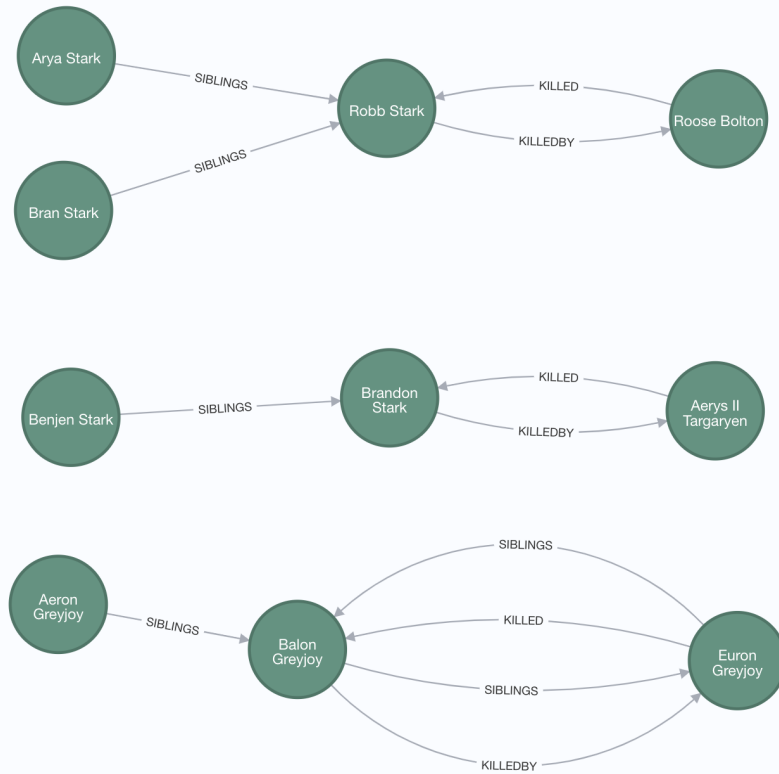 Arya Stark
SIBLINGS
Robb Stark
KILLED
Roose Bolton
KILLEDBY
SIBLINGS
Bran Stark
Benjen Stark
SIBLINGS
Brandon
Stark
KILLED
Aerys II
Targaryen
KILLEDBY
SIBLINGS
Aeron
Greyjoy
SIBLINGS
KILLED
Balon
Greyjoy
Euron
Greyjoy
SIBLINGS
KILLEDBY